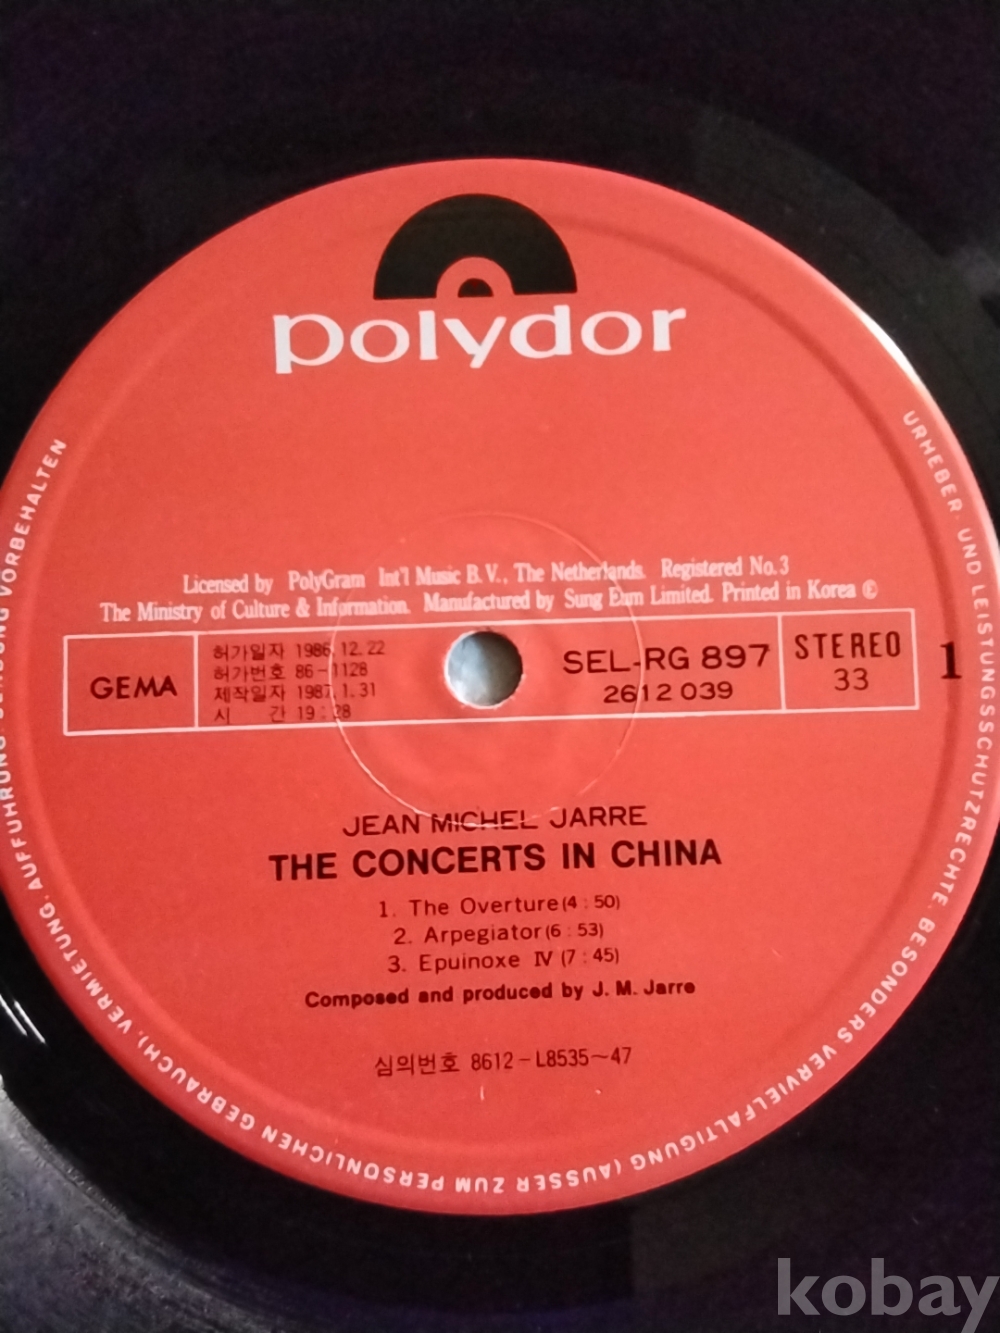 polydor
Licensed by PolyGram Int'l Music B.V., The Netherlands. Registered No.3
The Ministry of Culture & Information. Manufactured by Sung Eum Limited. Printed in Korea ©
GEMA
허가일자 1986.12.22
허가번호 86-1128
제작일자 1987.1.31
시 간 19:28
SEL-RG 897
2612 039
STEREO
33
1
JEAN MICHEL JARRE
THE CONCERTS IN CHINA
1. The Overture(4:50)
2. Arpegiator(6:53)
3. Epuinoxe IV (7:45)
Composed and produced by J. M. Jarre
심의번호 8612-L8535~47
URHEBER- UND LEISTUNGSSCHUTZRECHTE, BESONDERS VERVIELFÄLTIGUNG (AUSSER ZUM PERSÖNLICHEN GEBRAUCH), VERMIETUNG, AUFFÜHRUNG, SENDUNG VORBEHALTEN
kobay